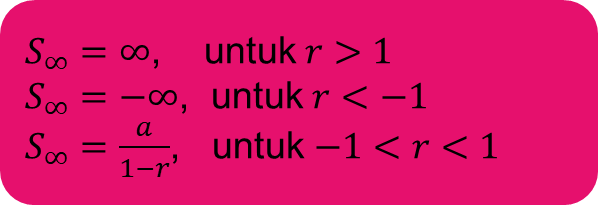 S∞ = ∞, untuk r > 1
S∞ = −∞, untuk r < −1
S∞ = a/(1−r), untuk −1 < r < 1